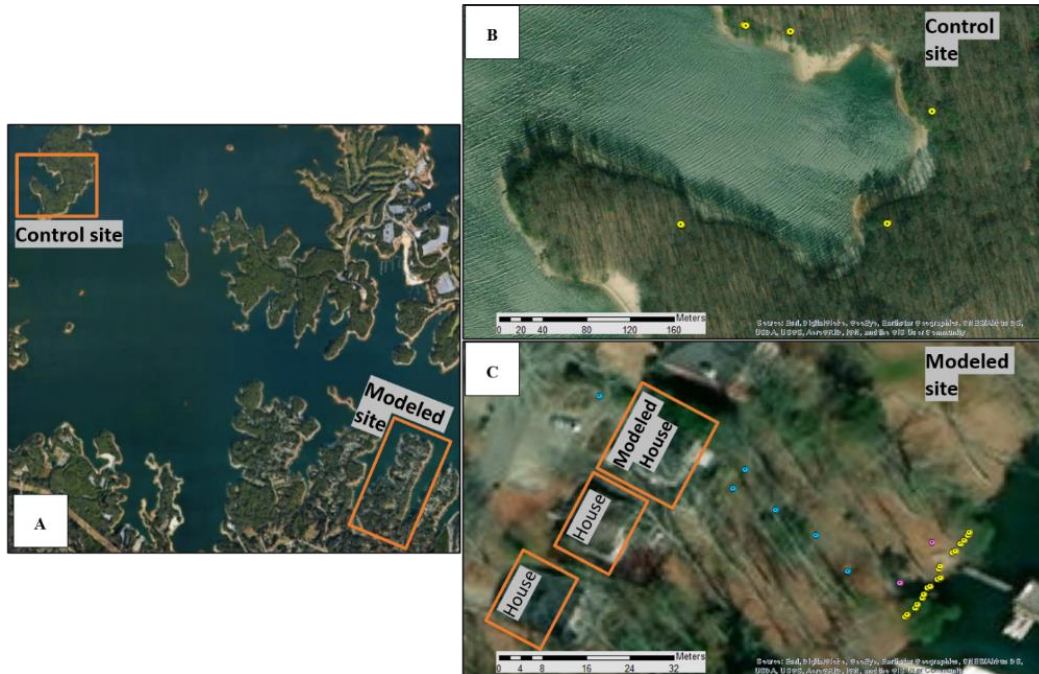 Control site
Modeled
site
A
B
Control
site
Meters
0 20 40 80 120 160
C
Modeled
site
Modeled
House
House
House
Meters
0 4 8 16 24 32